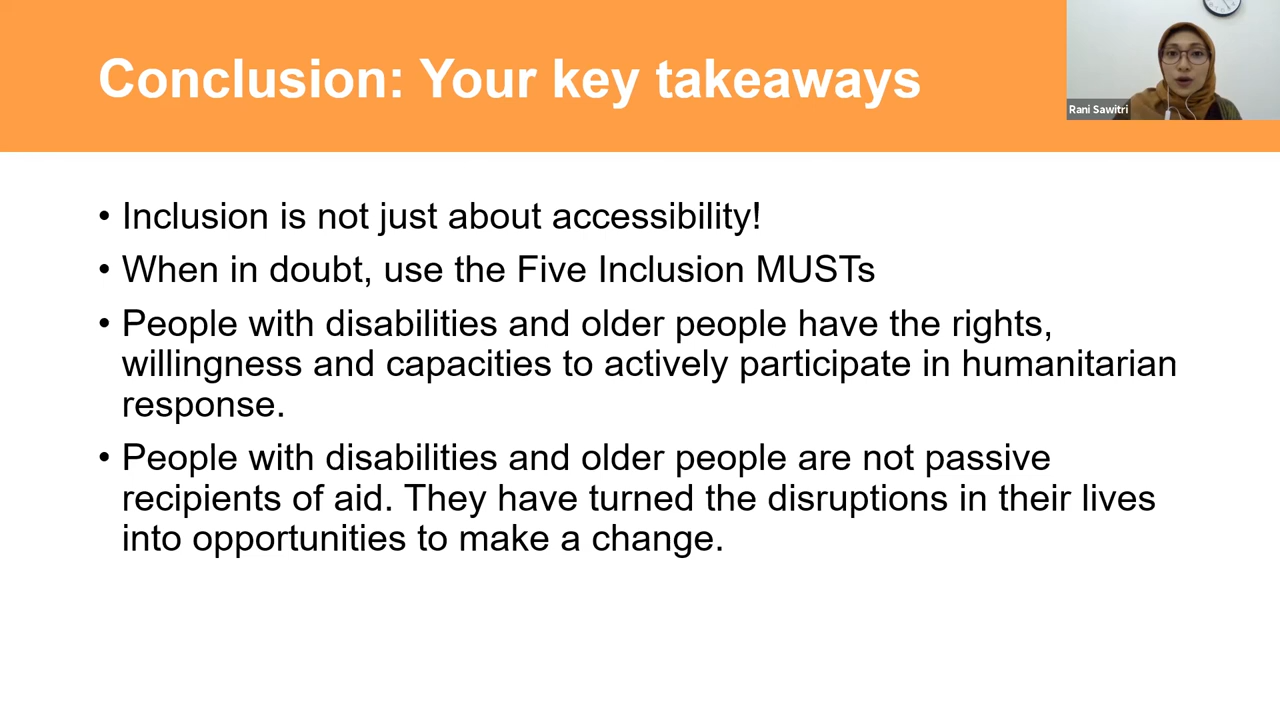 Conclusion: Your key takeaways
Rani Sawitri
• Inclusion is not just about accessibility!
• When in doubt, use the Five Inclusion MUSTs
• People with disabilities and older people have the rights,
willingness and capacities to actively participate in humanitarian
response.
• People with disabilities and older people are not passive
recipients of aid. They have turned the disruptions in their lives
into opportunities to make a change.